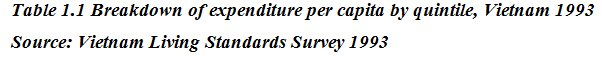 Table 1.1 Breakdown of expenditure per capita by quintile, Vietnam 1993
Source: Vietnam Living Standards Survey 1993